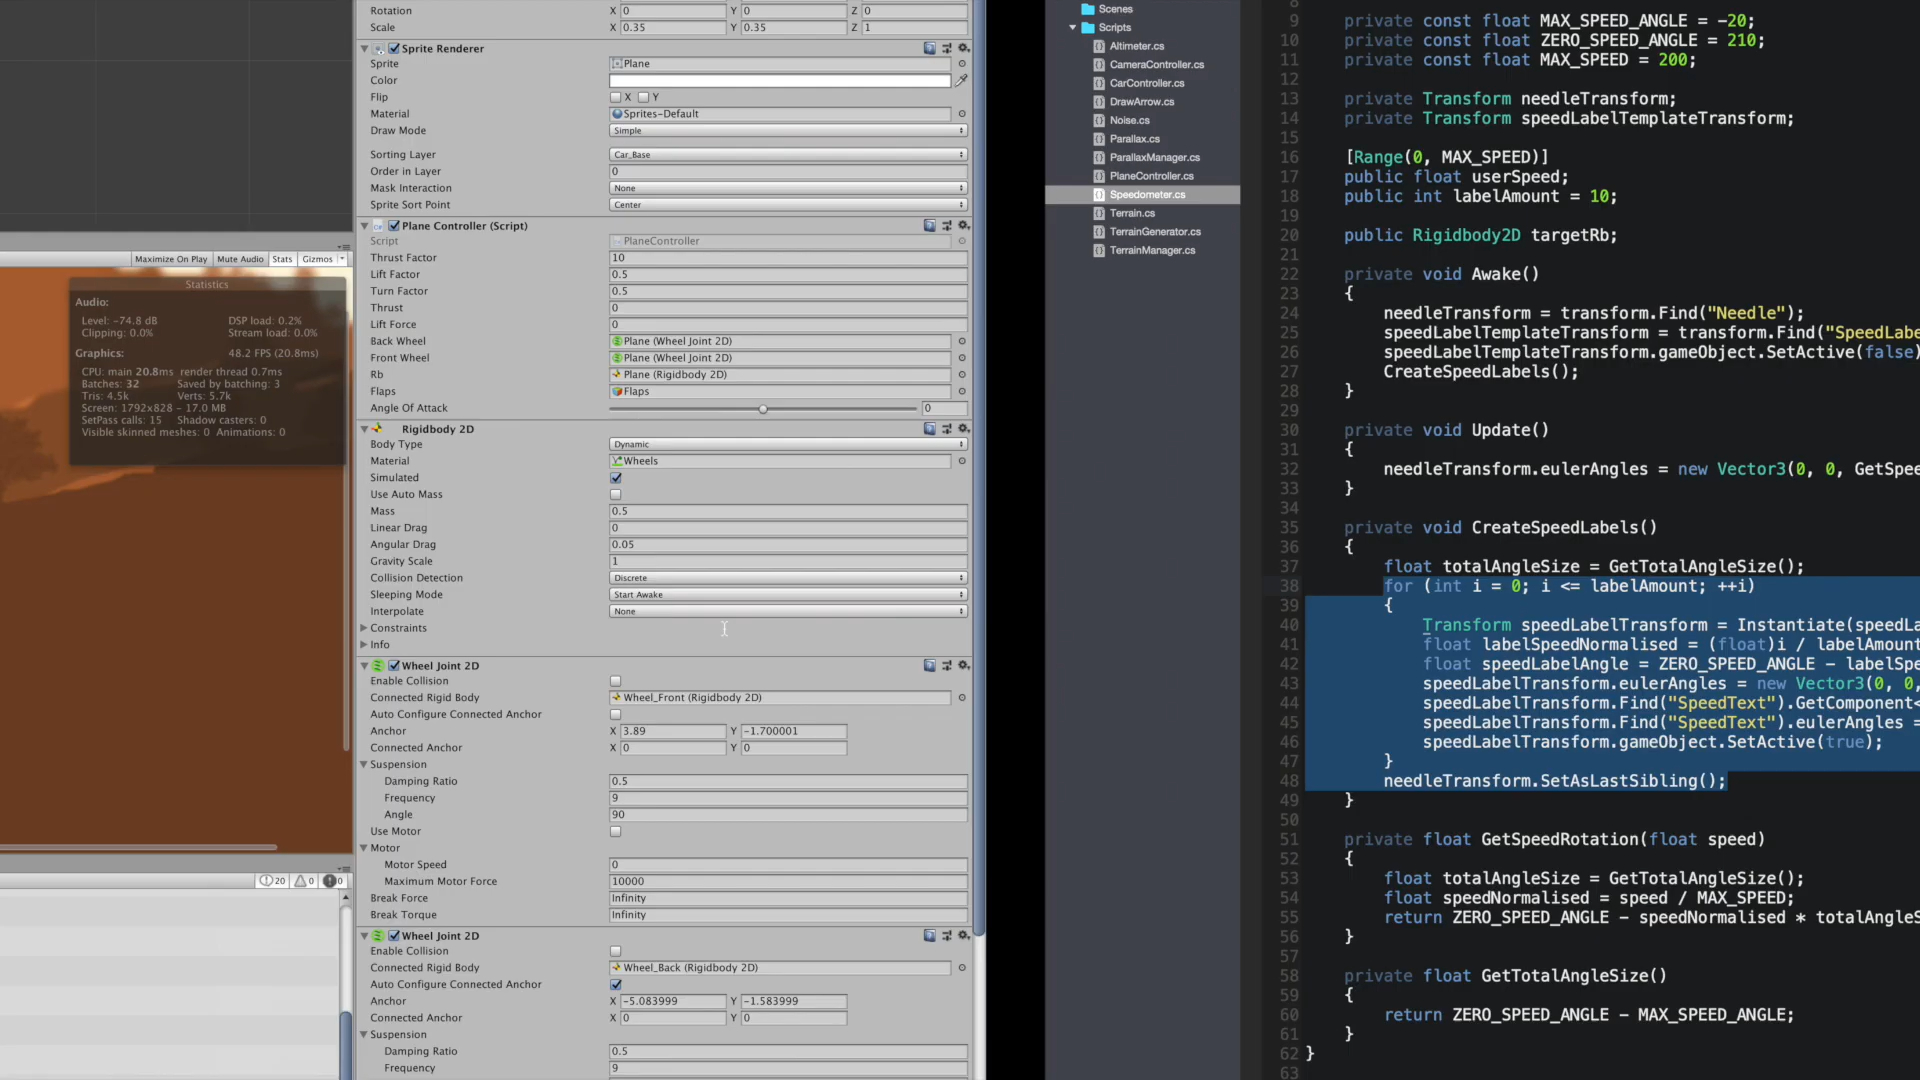 Rotation X 0 Y 0 Z 0
Scale X 0.35 Y 0.35 Z 1
Sprite Renderer
Sprite Plane
Color
Flip X Y
Material Sprites-Default
Draw Mode Simple
Sorting Layer Car_Base
Order in Layer 0
Mask Interaction None
Sprite Sort Point Center
Plane Controller (Script)
Script PlaneController
Thrust Factor 10
Lift Factor 0.5
Turn Factor 0.5
Thrust 0
Lift Force 0
Back Wheel Plane (Wheel Joint 2D)
Front Wheel Plane (Wheel Joint 2D)
Rb Plane (Rigidbody 2D)
Flaps Flaps
Angle Of Attack 0
Rigidbody 2D
Body Type Dynamic
Material Wheels
Simulated
Use Auto Mass
Mass 0.5
Linear Drag 0
Angular Drag 0.05
Gravity Scale 1
Collision Detection Discrete
Sleeping Mode Start Awake
Interpolate None
Constraints
Info
Wheel Joint 2D
Enable Collision
Connected Rigid Body Wheel_Front (Rigidbody 2D)
Auto Configure Connected Anchor
Anchor X 3.89 Y -1.700001
Connected Anchor X 0 Y 0
Suspension
Damping Ratio 0.5
Frequency 9
Angle 90
Use Motor
Motor
Motor Speed 0
Maximum Motor Force 10000
Break Force Infinity
Break Torque Infinity
Wheel Joint 2D
Enable Collision
Connected Rigid Body Wheel_Back (Rigidbody 2D)
Auto Configure Connected Anchor
Anchor X -5.083999 Y -1.583999
Connected Anchor X 0 Y 0
Suspension
Damping Ratio 0.5
Frequency 9
Maximize On Play Mute Audio Stats Gizmos
Statistics
Audio:
Level: -74.8 dB DSP load: 0.2%
Clipping: 0.0% Stream load: 0.0%
Graphics: 48.2 FPS (20.8ms)
CPU: main 20.8ms render thread 0.7ms
Batches: 32 Saved by batching: 3
Tris: 4.5k Verts: 5.7k
Screen: 1792x828 - 17.0 MB
SetPass calls: 15 Shadow casters: 0
Visible skinned meshes: 0 Animations: 0
20 0 0
Scenes
Scripts
Altimeter.cs
CameraController.cs
CarController.cs
DrawArrow.cs
Noise.cs
Parallax.cs
ParallaxManager.cs
PlaneController.cs
Speedometer.cs
Terrain.cs
TerrainGenerator.cs
TerrainManager.cs
8
9 private const float MAX_SPEED_ANGLE = -20;
10 private const float ZERO_SPEED_ANGLE = 210;
11 private const float MAX_SPEED = 200;
12
13 private Transform needleTransform;
14 private Transform speedLabelTemplateTransform;
15
16 [Range(0, MAX_SPEED)]
17 public float userSpeed;
18 public int labelAmount = 10;
19
20 public Rigidbody2D targetRb;
21
22 private void Awake()
23 {
24 needleTransform = transform.Find("Needle");
25 speedLabelTemplateTransform = transform.Find("SpeedLabe
26 speedLabelTemplateTransform.gameObject.SetActive(false)
27 CreateSpeedLabels();
28 }
29
30 private void Update()
31 {
32 needleTransform.eulerAngles = new Vector3(0, 0, GetSpee
33 }
34
35 private void CreateSpeedLabels()
36 {
37 float totalAngleSize = GetTotalAngleSize();
38 for (int i = 0; i <= labelAmount; ++i)
39 {
40 Transform speedLabelTransform = Instantiate(speedLa
41 float labelSpeedNormalised = (float)i / labelAmount
42 float speedLabelAngle = ZERO_SPEED_ANGLE - labelSpe
43 speedLabelTransform.eulerAngles = new Vector3(0, 0,
44 speedLabelTransform.Find("SpeedText").GetComponent<
45 speedLabelTransform.Find("SpeedText").eulerAngles =
46 speedLabelTransform.gameObject.SetActive(true);
47 }
48 needleTransform.SetAsLastSibling();
49 }
50
51 private float GetSpeedRotation(float speed)
52 {
53 float totalAngleSize = GetTotalAngleSize();
54 float speedNormalised = speed / MAX_SPEED;
55 return ZERO_SPEED_ANGLE - speedNormalised * totalAngleS
56 }
57
58 private float GetTotalAngleSize()
59 {
60 return ZERO_SPEED_ANGLE - MAX_SPEED_ANGLE;
61 }
62 }
63